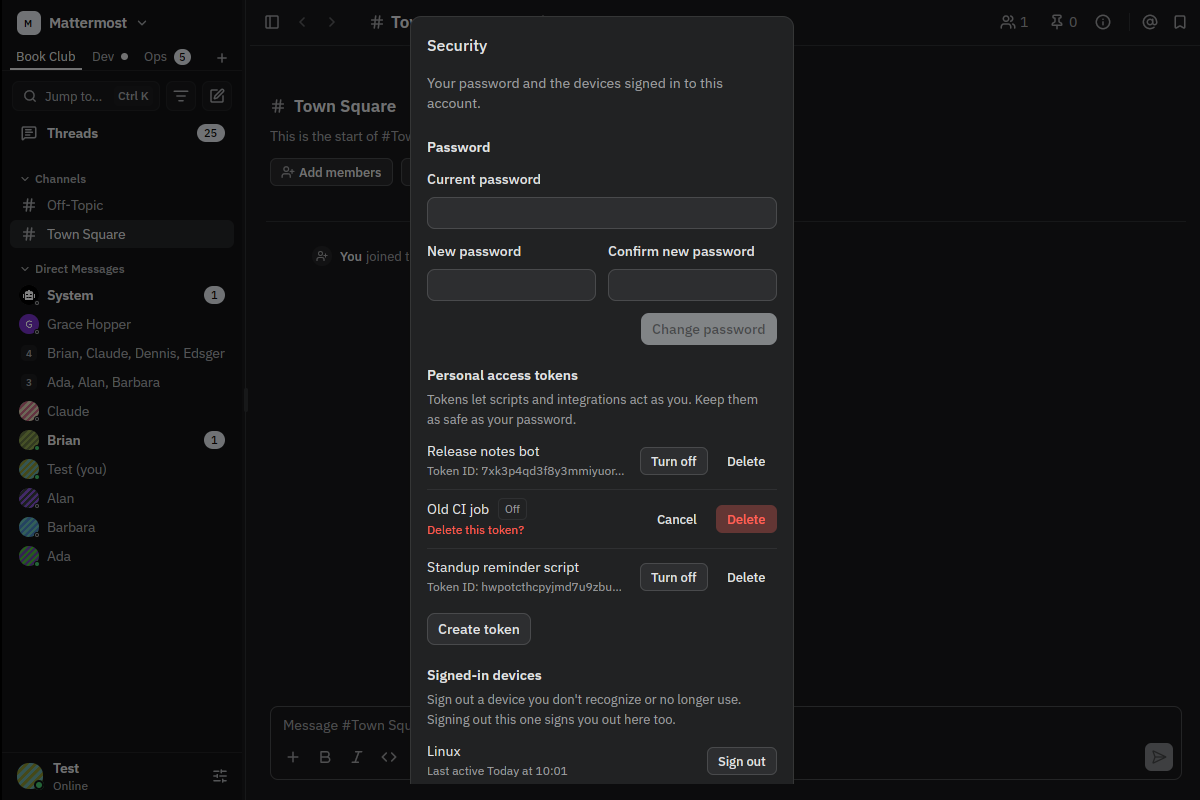 M Mattermost
Book Club Dev Ops 5
Jump to... Ctrl K
Threads 25
Channels
Off-Topic
Town Square
Direct Messages
System 1
G Grace Hopper
4 Brian, Claude, Dennis, Edsger
3 Ada, Alan, Barbara
Claude
Brian 1
Test (you)
Alan
Barbara
Ada
Test
Online
# 1 0
# Town Square
This is the start of
Add members
You joined
Message #Town Squ
B I
Security
Your password and the devices signed in to this
account.
Password
Current password
New password Confirm new password
Change password
Personal access tokens
Tokens let scripts and integrations act as you. Keep them
as safe as your password.
Release notes bot
Token ID: 7xk3p4qd3f8y3mmiyuor... Turn off Delete
Old CI job Off
Delete this token? Cancel Delete
Standup reminder script
Token ID: hwpotcthcpyjmd7u9zbu... Turn off Delete
Create token
Signed-in devices
Sign out a device you don't recognize or no longer use.
Signing out this one signs you out here too.
Linux
Last active Today at 10:01 Sign out